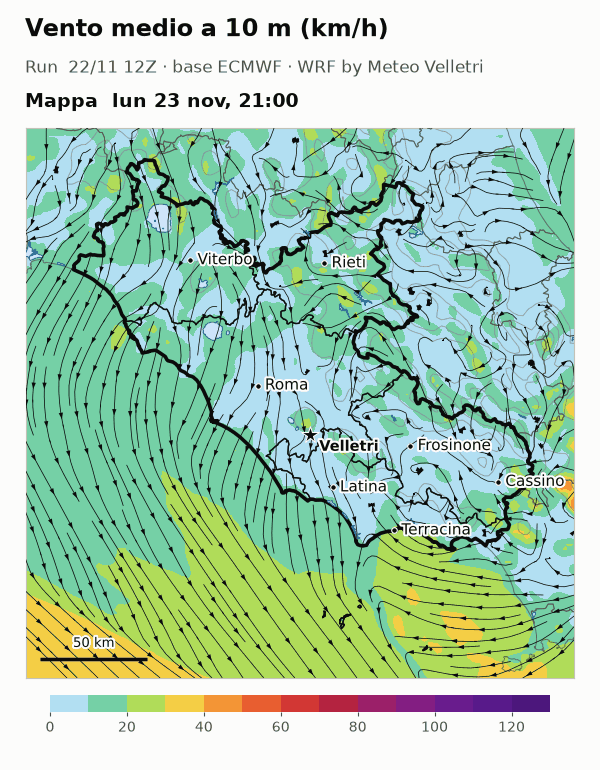 Vento medio a 10 m (km/h)
Run 22/11 12Z · base ECMWF · WRF by Meteo Velletri
Mappa lun 23 nov, 21:00
Viterbo
Rieti
Roma
Velletri
Frosinone
Cassino
Latina
Terracina
50 km
0 20 40 60 80 100 120